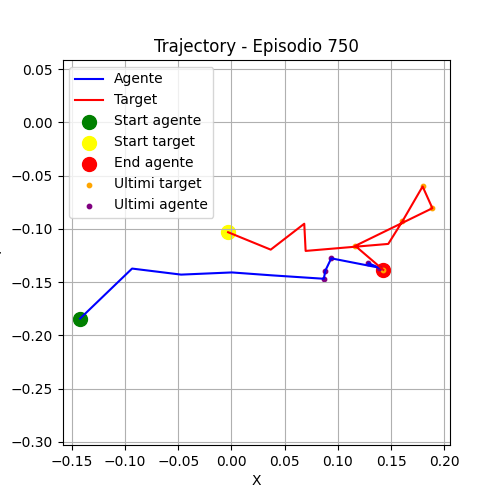 Trajectory - Episodio 750
0.05
0.00
−0.05
−0.10
−0.15
−0.20
−0.25
−0.30
Agente
Target
Start agente
Start target
End agente
Ultimi target
Ultimi agente
−0.15 −0.10 −0.05 0.00 0.05 0.10 0.15 0.20
X